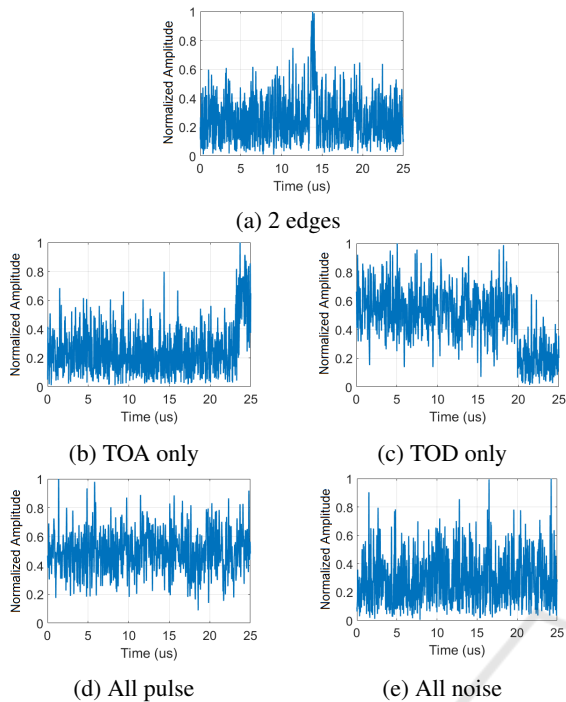 Normalized Amplitude
1
0.8
0.6
0.4
0.2
0
0 5 10 15 20 25
Time (us)
(a) 2 edges
Normalized Amplitude
1
0.8
0.6
0.4
0.2
0
0 5 10 15 20 25
Time (us)
(b) TOA only
Normalized Amplitude
1
0.8
0.6
0.4
0.2
0
0 5 10 15 20 25
Time (us)
(c) TOD only
Normalized Amplitude
1
0.8
0.6
0.4
0.2
0
0 5 10 15 20 25
Time (us)
(d) All pulse
Normalized Amplitude
1
0.8
0.6
0.4
0.2
0
0 5 10 15 20 25
Time (us)
(e) All noise